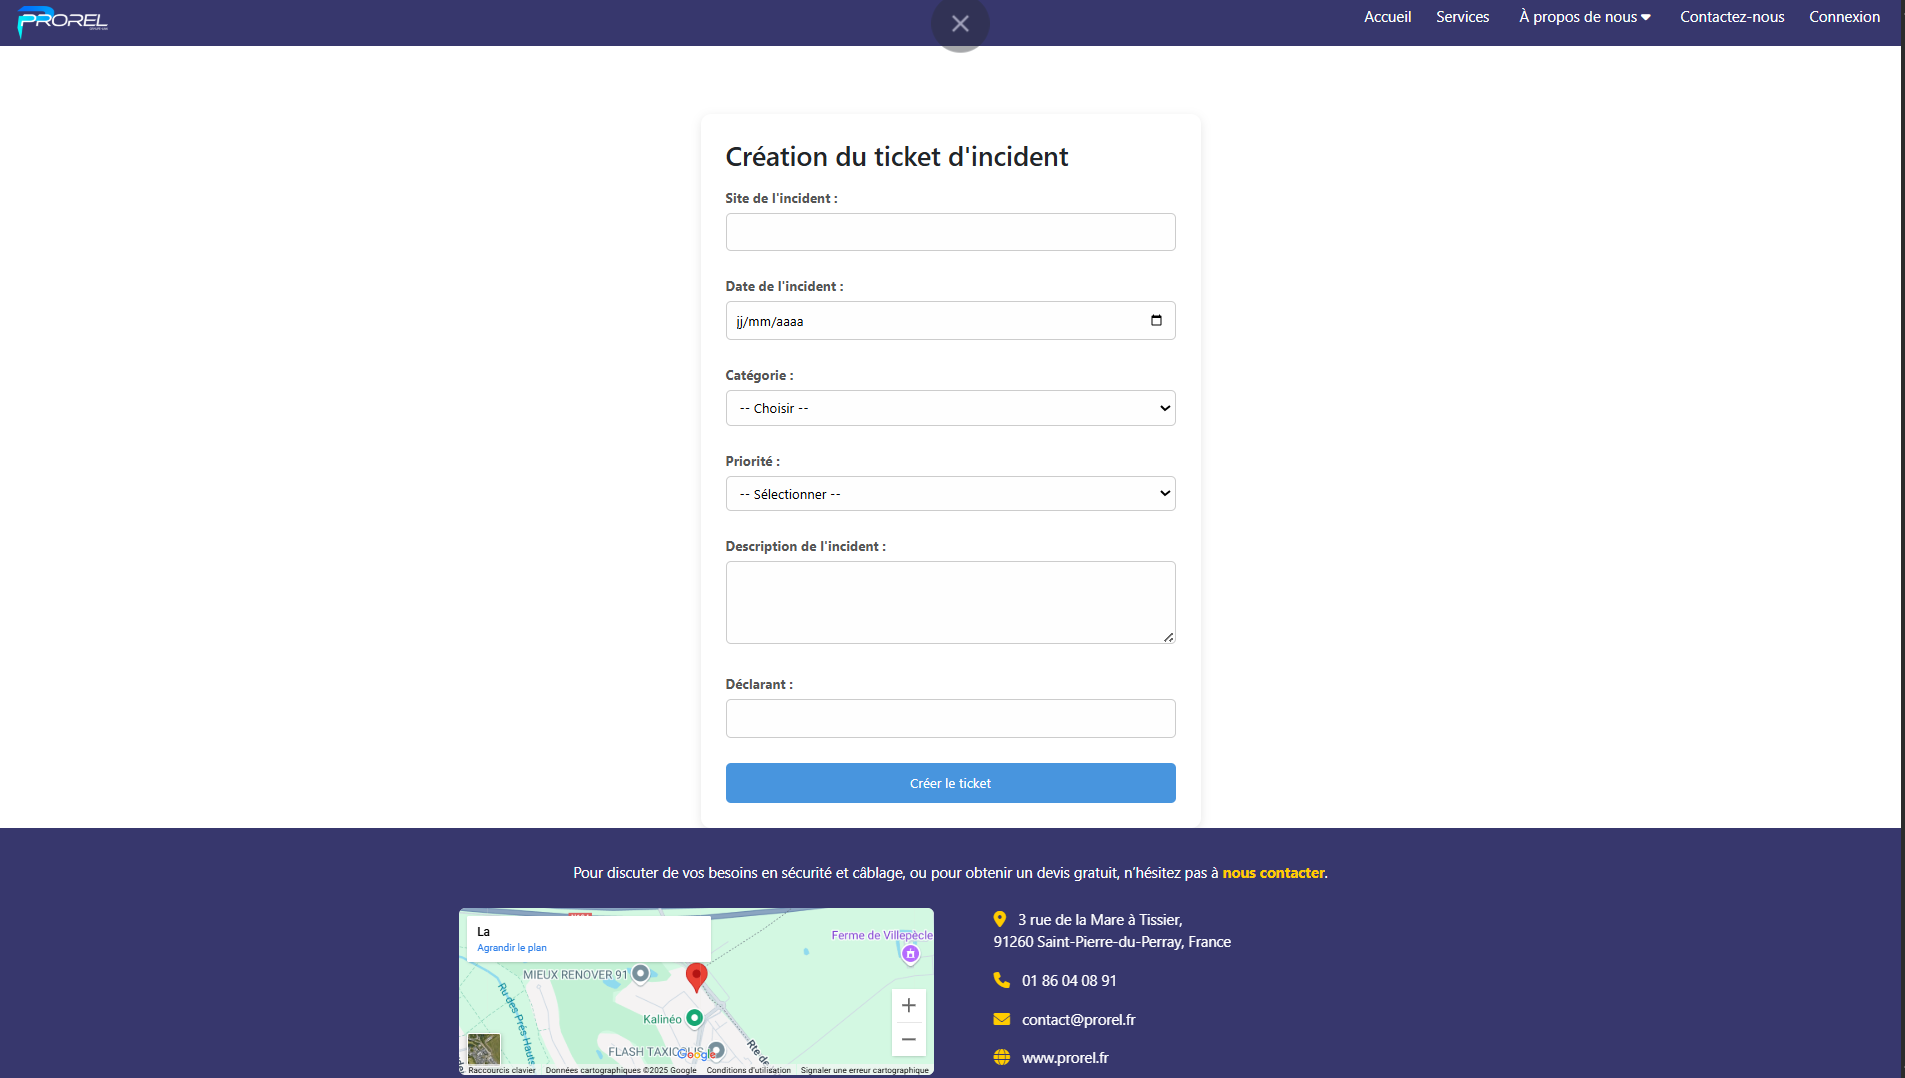 PROREL
Accueil
Services
À propos de nous
Contactez-nous
Connexion
Création du ticket d'incident
Site de l'incident :
Date de l'incident :
jj/mm/aaaa
Catégorie :
-- Choisir --
Priorité :
-- Sélectionner --
Description de l'incident :
Déclarant :
Créer le ticket
Pour discuter de vos besoins en sécurité et câblage, ou pour obtenir un devis gratuit, n’hésitez pas à nous contacter.
La
Agrandir le plan
Ferme de Villepècle
MIEUX RENOVER 91
Ru des Prés Hauts
Kalinéo
FLASH TAXI
Google
Rte de
Raccourcis clavier
Données cartographiques ©2025 Google
Conditions d'utilisation
Signaler une erreur cartographique
3 rue de la Mare à Tissier,
91260 Saint-Pierre-du-Perray, France
01 86 04 08 91
contact@prorel.fr
www.prorel.fr